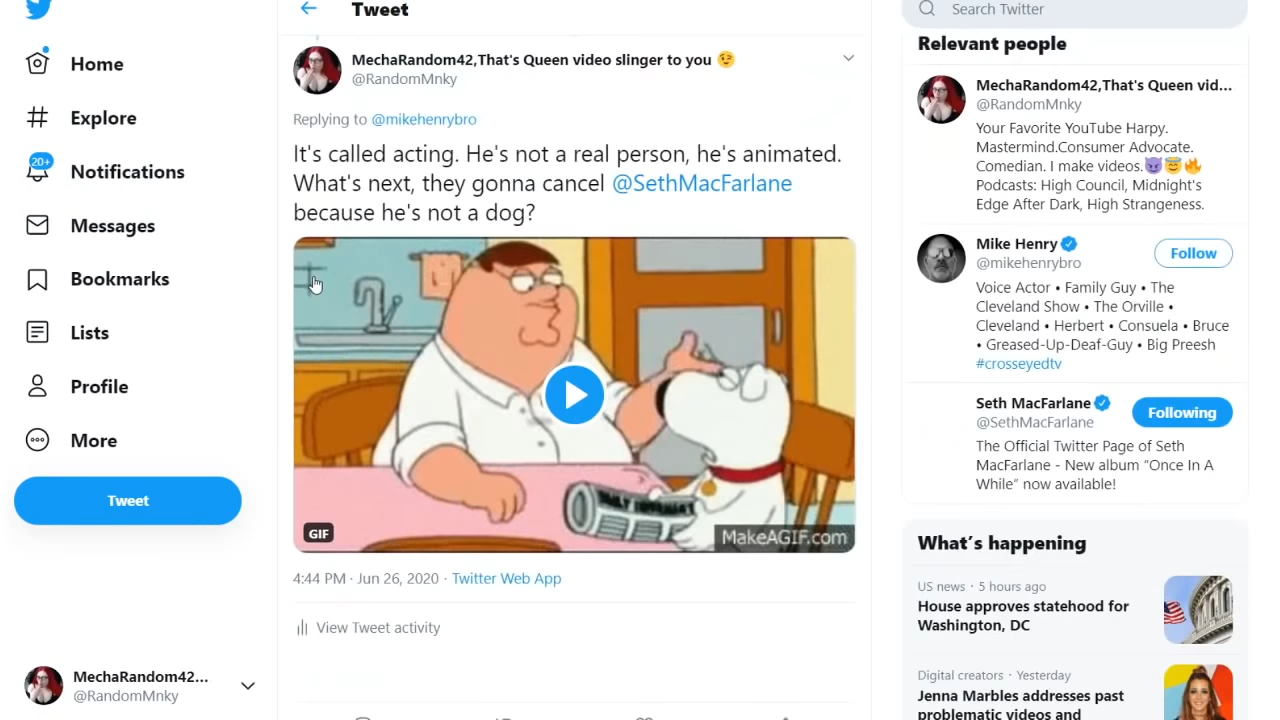 Tweet
Search Twitter
Home
Explore
20+
Notifications
Messages
Bookmarks
Lists
Profile
More
Tweet
MechaRandom42...
@RandomMnky
MechaRandom42,That's Queen video slinger to you 😉
@RandomMnky
Replying to @mikehenrybro
It's called acting. He's not a real person, he's animated.
What's next, they gonna cancel @SethMacFarlane
because he's not a dog?
GIF
MakeAGIF.com
4:44 PM · Jun 26, 2020 · Twitter Web App
View Tweet activity
Relevant people
MechaRandom42,That's Queen vid...
@RandomMnky
Your Favorite YouTube Harpy.
Mastermind.Consumer Advocate.
Comedian. I make videos.😈😇🔥
Podcasts: High Council, Midnight's
Edge After Dark, High Strangeness.
Mike Henry
@mikehenrybro
Follow
Voice Actor • Family Guy • The
Cleveland Show • The Orville •
Cleveland • Herbert • Consuela • Bruce
• Greased-Up-Deaf-Guy • Big Preesh
#crosseyedtv
Seth MacFarlane
@SethMacFarlane
Following
The Official Twitter Page of Seth
MacFarlane - New album “Once In A
While” now available!
What’s happening
US news · 5 hours ago
House approves statehood for
Washington, DC
Digital creators · Yesterday
Jenna Marbles addresses past
problematic videos and